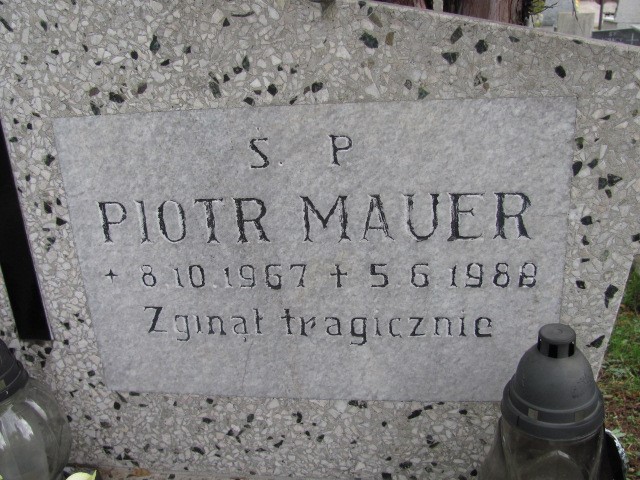 Ś. P
PIOTR MAUER
+ 8.10.1967 + 5 6 1988
Zginął tragicznie